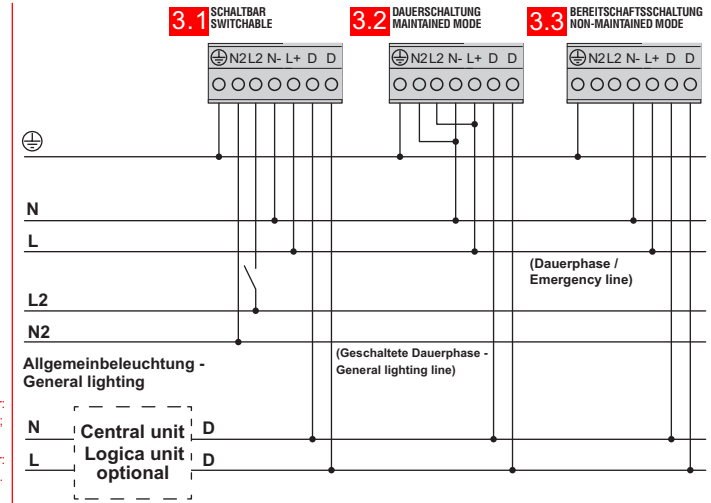 3.1 SCHALTBAR
SWITCHABLE
3.2 DAUERSCHALTUNG
MAINTAINED MODE
3.3 BEREITSCHAFTSSCHALTUNG
NON-MAINTAINED MODE
N2 L2 N- L+ D D
N2 L2 N- L+ D D
N2 L2 N- L+ D D
N
L
(Dauerphase /
Emergency line)
L2
N2
Allgemeinbeleuchtung -
General lighting
(Geschaltete Dauerphase -
General lighting line)
N
Central unit
D
L
Logica unit
D
optional